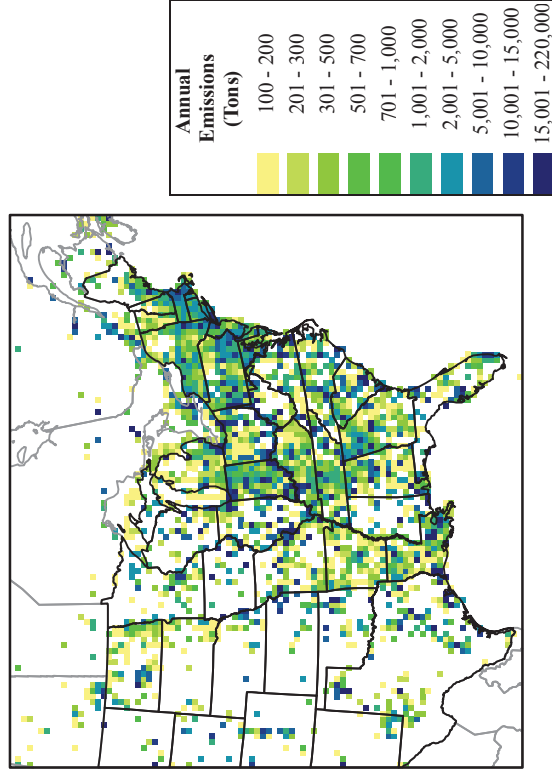 Annual
Emissions
(Tons)
100 - 200
201 - 300
301 - 500
501 - 700
701 - 1,000
1,001 - 2,000
2,001 - 5,000
5,001 - 10,000
10,001 - 15,000
15,001 - 220,000